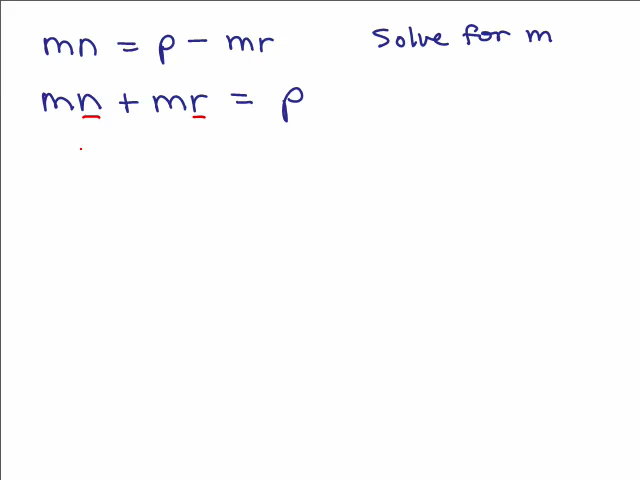 mn = p - mr
Solve for m
mn + mr = p